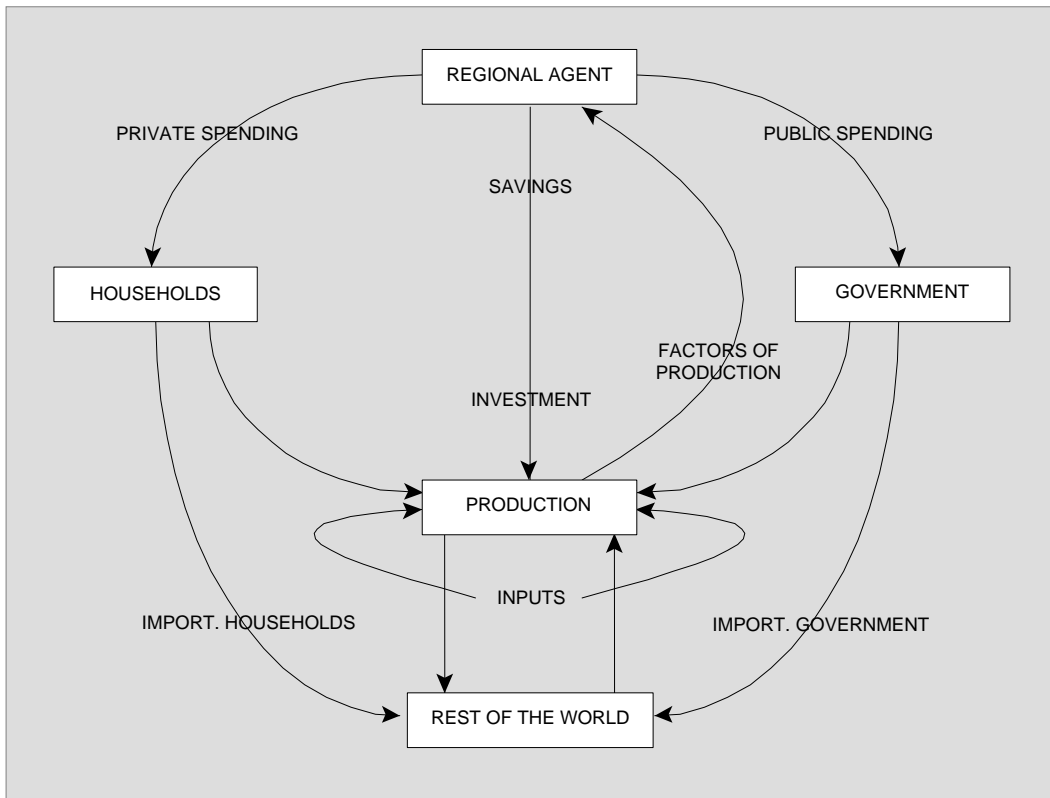 REGIONAL AGENT
PRIVATE SPENDING
PUBLIC SPENDING
SAVINGS
HOUSEHOLDS
GOVERNMENT
FACTORS OF
PRODUCTION
INVESTMENT
PRODUCTION
INPUTS
IMPORT. HOUSEHOLDS
IMPORT. GOVERNMENT
REST OF THE WORLD